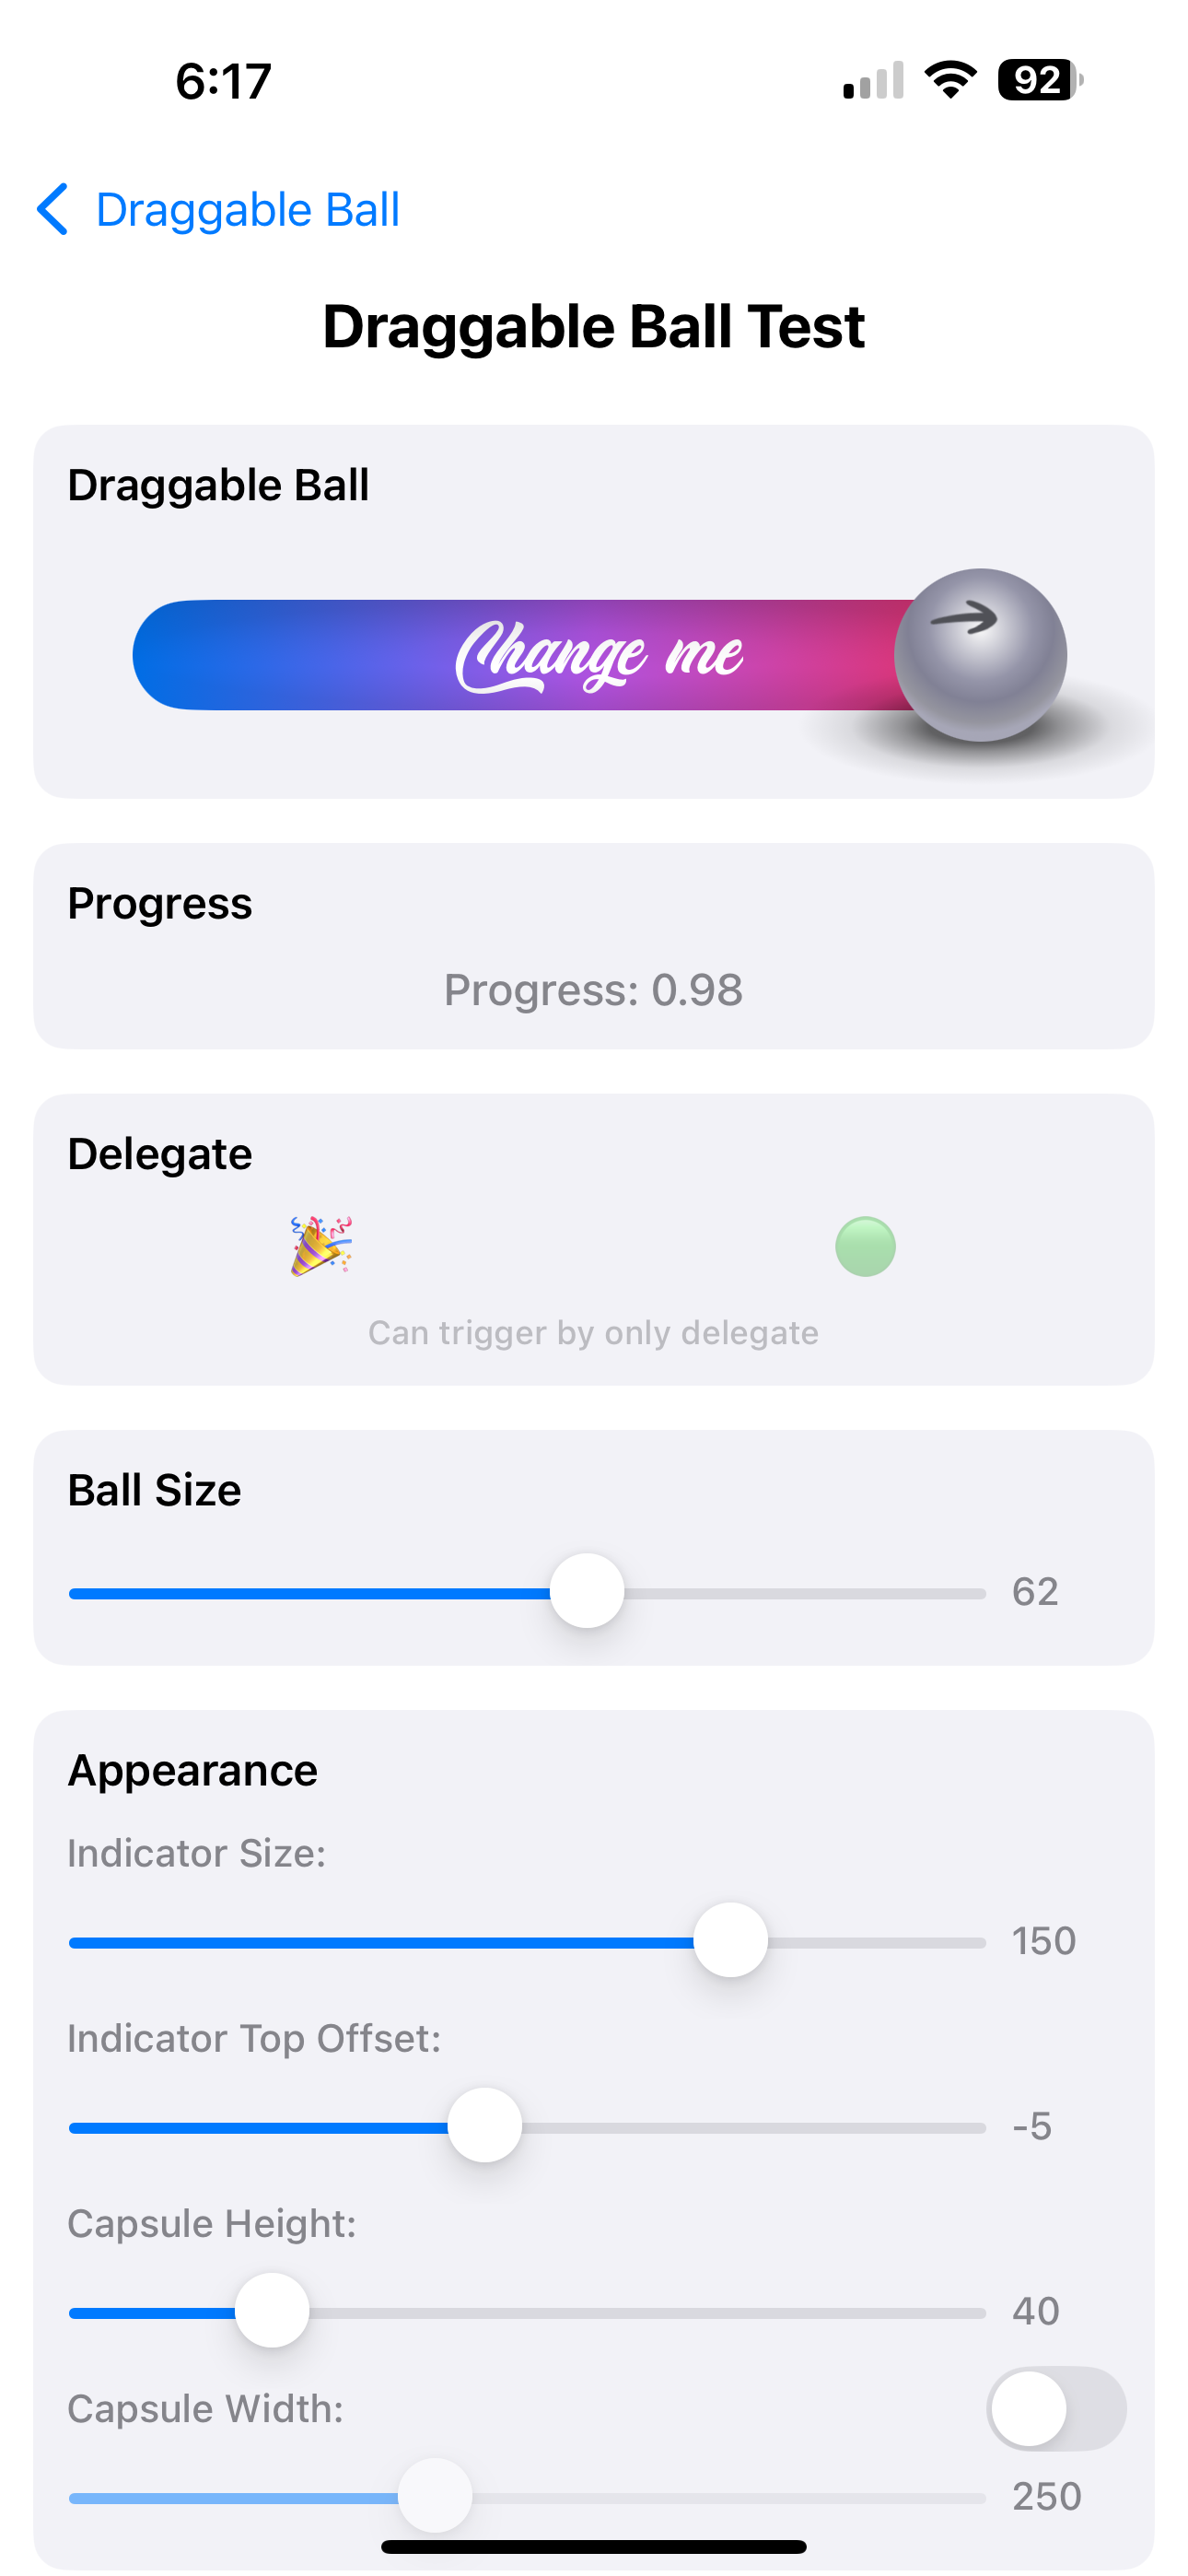 6:17
92
Draggable Ball
Draggable Ball Test
Draggable Ball
Change me
Progress
Progress: 0.98
Delegate
Can trigger by only delegate
Ball Size
62
Appearance
Indicator Size:
150
Indicator Top Offset:
-5
Capsule Height:
40
Capsule Width:
250